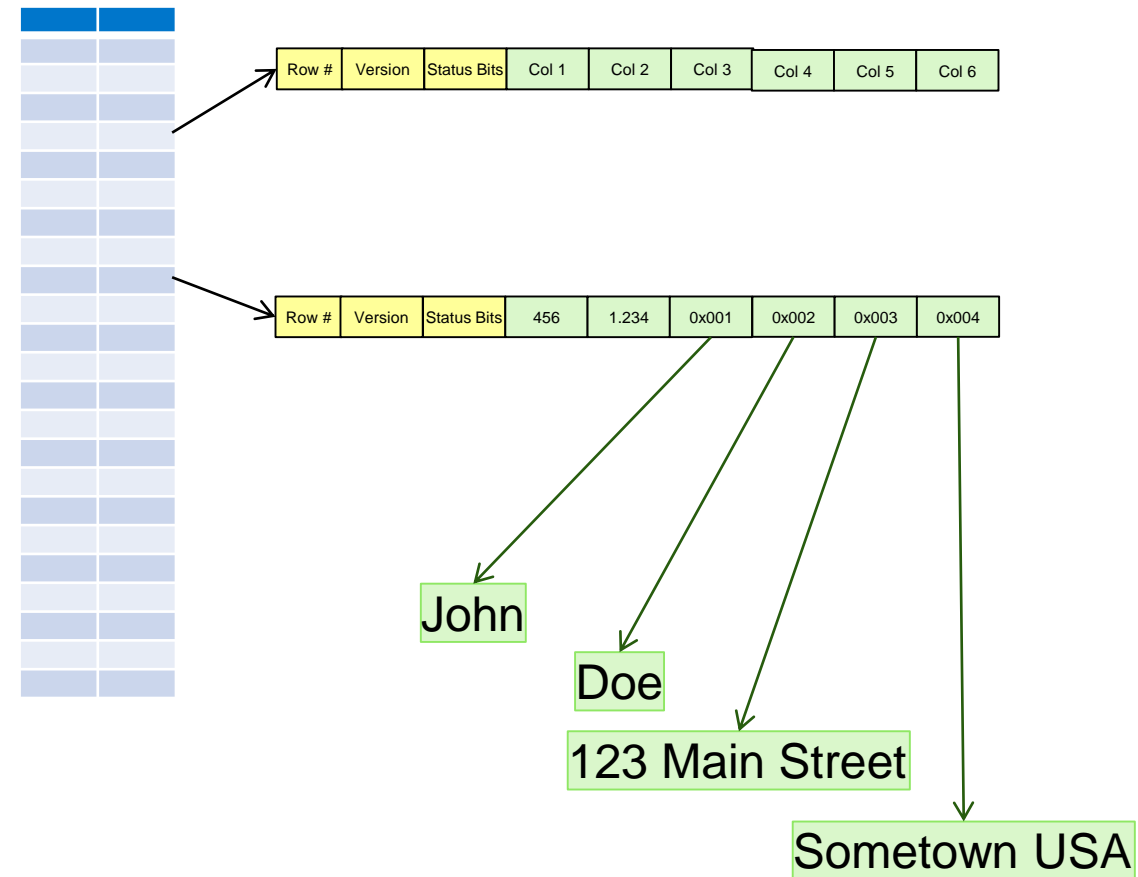 Row # Version Status Bits Col 1 Col 2 Col 3 Col 4 Col 5 Col 6
Row # Version Status Bits 456 1.234 0x001 0x002 0x003 0x004
John
Doe
123 Main Street
Sometown USA